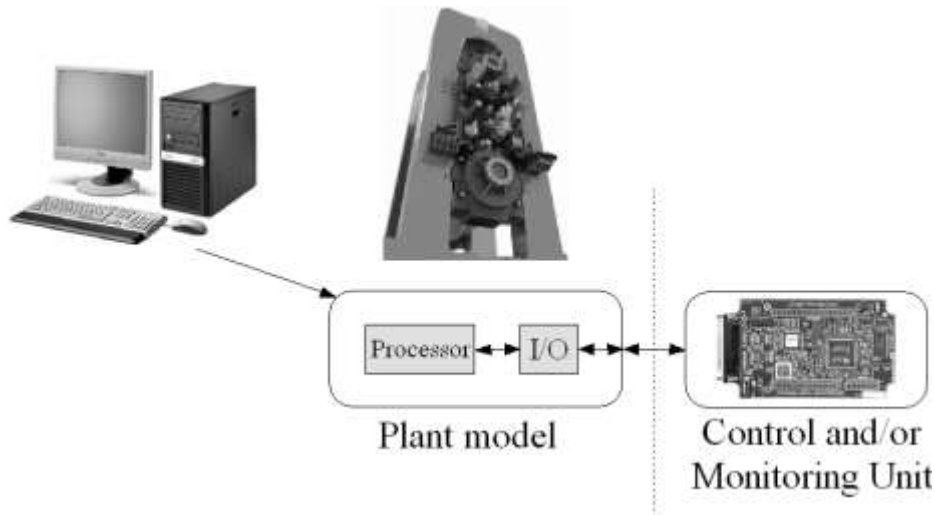 Processor
I/O
Plant model
Control and/or
Monitoring Unit